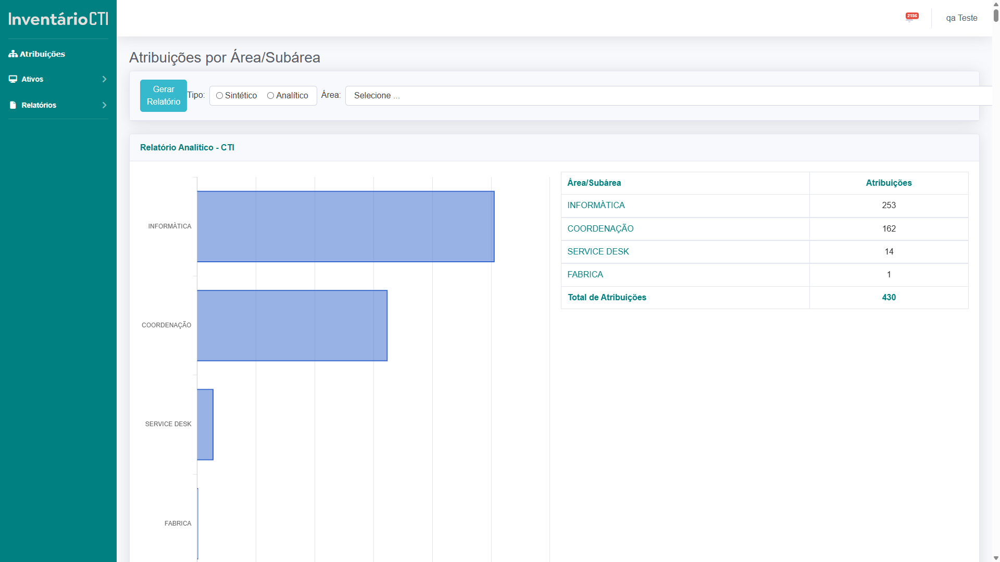 InventárioCTI
2156
qa Teste
Atribuições
Ativos
Relatórios
Atribuições por Área/Subárea
Gerar
Relatório
Tipo:
Sintético
Analítico
Área:
Selecione ...
Relatório Analítico - CTI
INFORMÀTICA
COORDENAÇÃO
SERVICE DESK
FABRICA
Área/Subárea Atribuições
INFORMÀTICA 253
COORDENAÇÃO 162
SERVICE DESK 14
FABRICA 1
Total de Atribuições 430